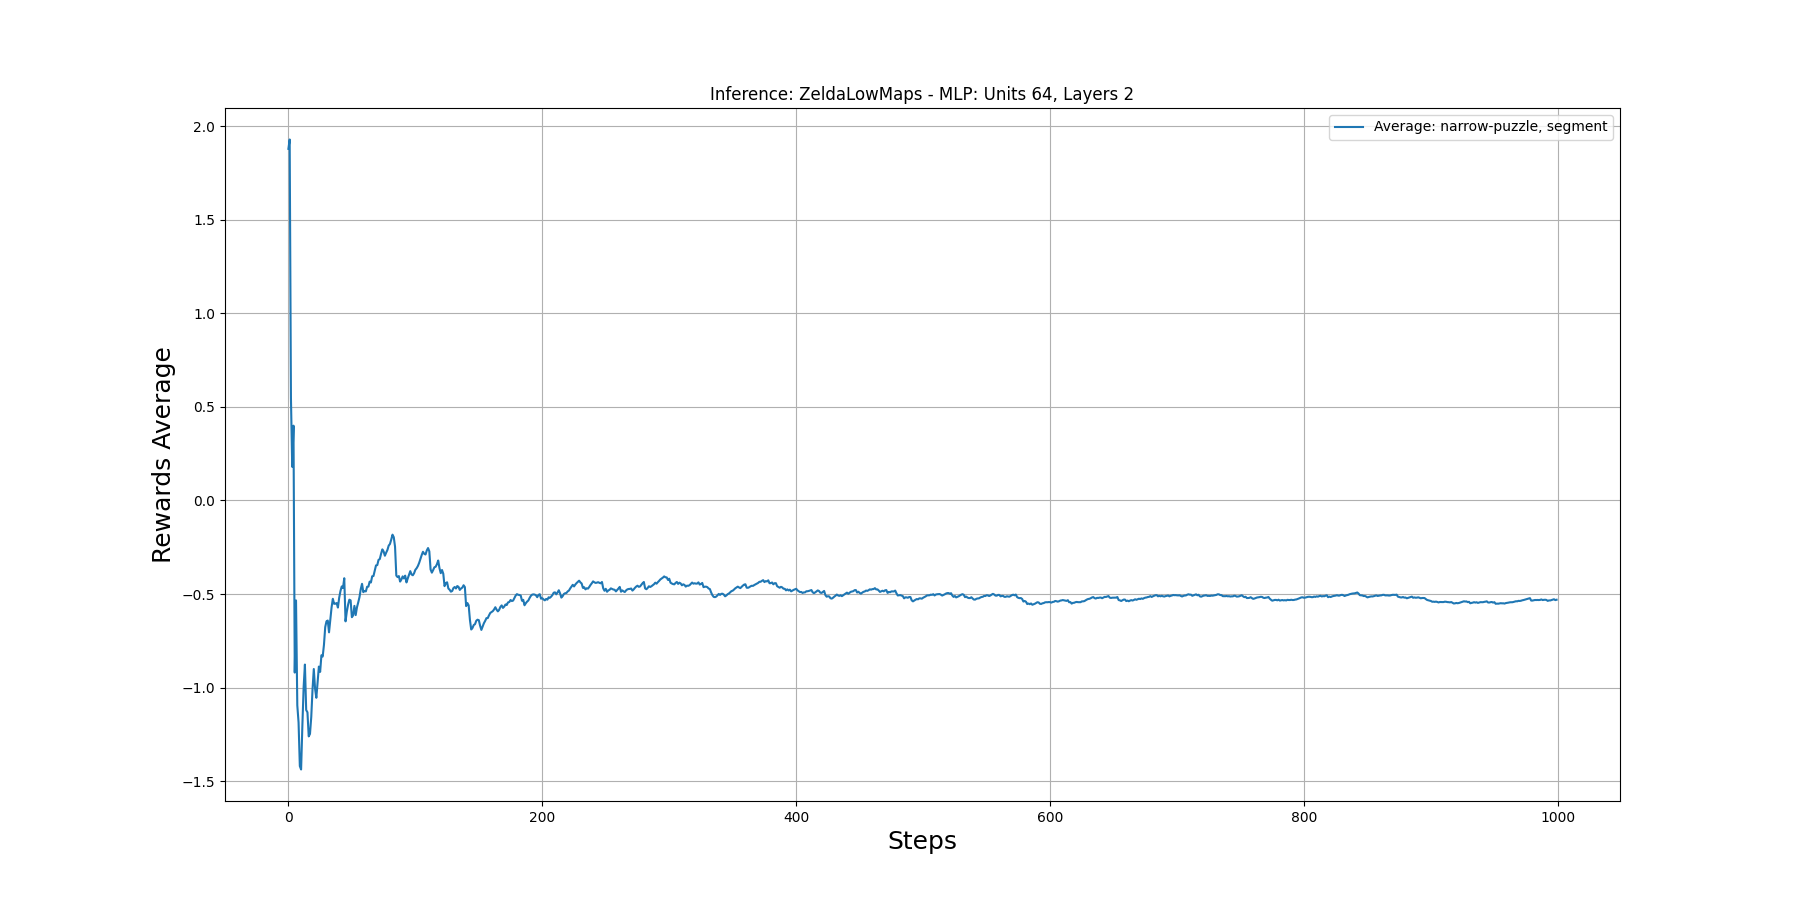 Inference: ZeldaLowMaps - MLP: Units 64, Layers 2
Average: narrow-puzzle, segment
Rewards Average
2.0
1.5
1.0
0.5
0.0
−0.5
−1.0
−1.5
0 200 400 600 800 1000
Steps